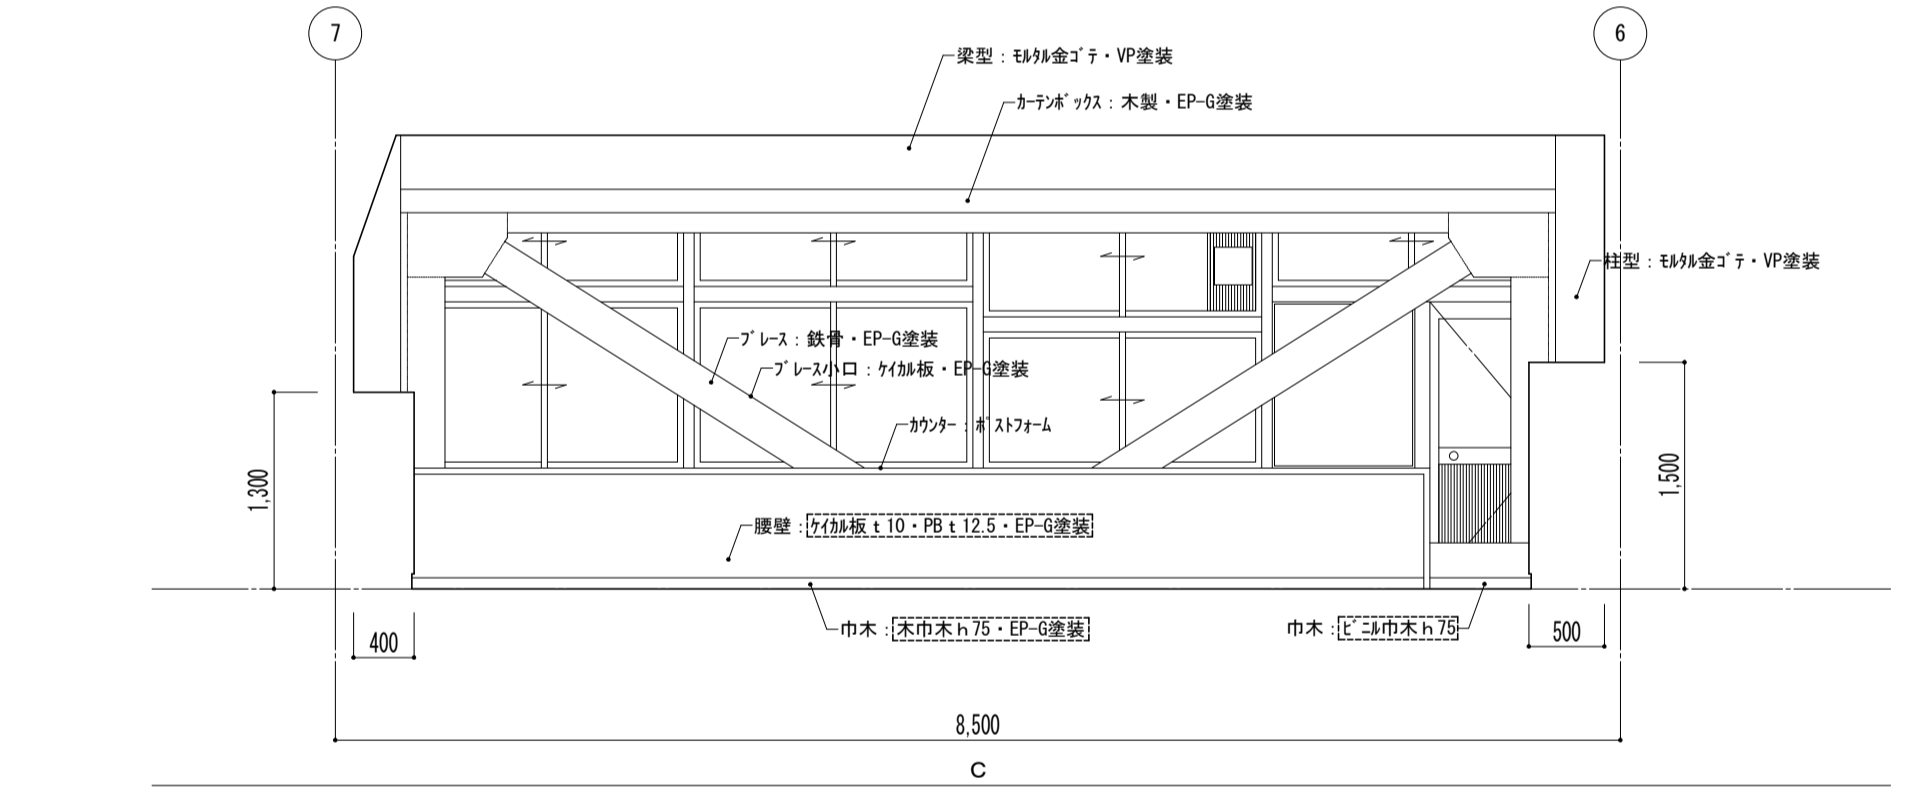 7
6
梁型：ﾓﾙﾀﾙ金ｺﾞﾃ・VP塗装
ｶｰﾃﾝﾎﾞｯｸｽ：木製・EP-G塗装
柱型：ﾓﾙﾀﾙ金ｺﾞﾃ・VP塗装
ﾌﾞﾚｰｽ：鉄骨・EP-G塗装
ﾌﾞﾚｰｽ小口：ｹｲｶﾙ板・EP-G塗装
ｶｳﾝﾀｰ：ﾎﾟｽﾄﾌｫｰﾑ
1,300
1,500
腰壁：ｹｲｶﾙ板 t 10・PB t 12.5・EP-G塗装
巾木：木巾木 h 75・EP-G塗装
巾木：ﾋﾞﾆﾙ巾木 h 75
400
500
8,500
C